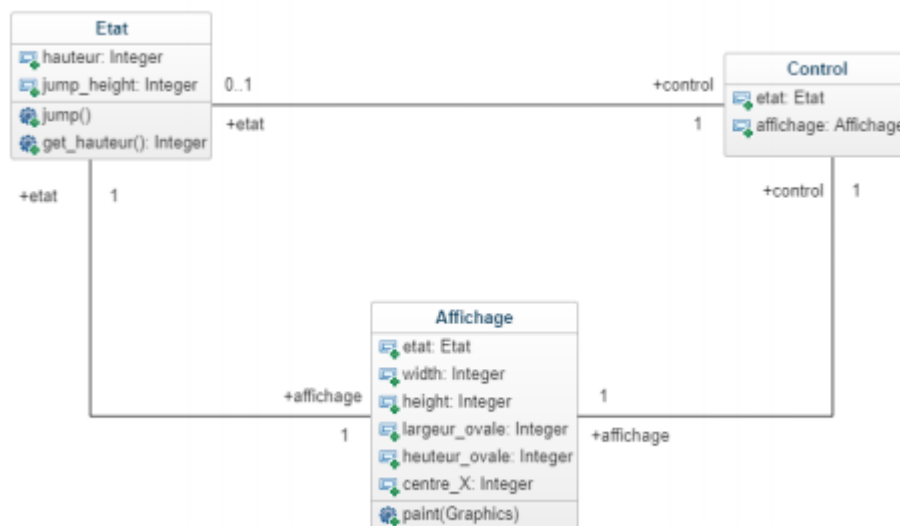 Etat
hauteur: Integer
jump_height: Integer
jump()
get_hauteur(): Integer
0..1
+etat
+control
1
Control
etat: Etat
affichage: Affichage
+etat
1
+control
1
Affichage
etat: Etat
width: Integer
height: Integer
largeur_ovale: Integer
heuteur_ovale: Integer
centre_X: Integer
paint(Graphics)
+affichage
1
1
+affichage